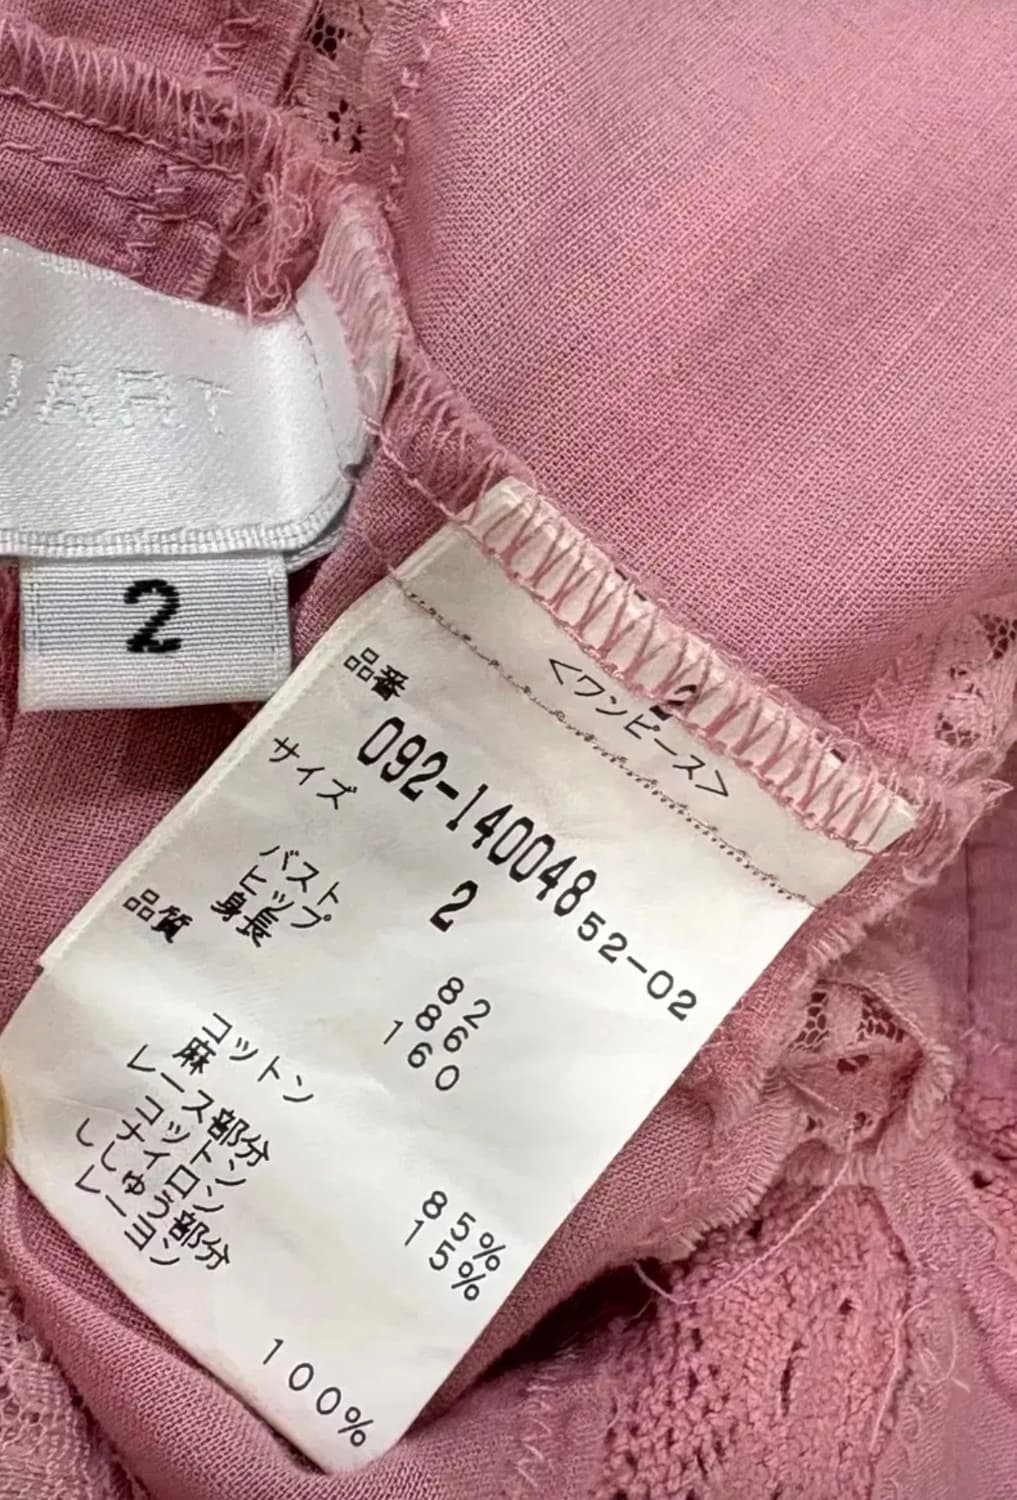 JART
2
<ワンピース>
2
品番
092-140048 52-02
サイズ 2
バスト 82
ヒップ 86
身長 160
品質
コットン 85%
麻 15%
レース部分
コットン
ナイロン
ししゅう部分
レーヨン 100%